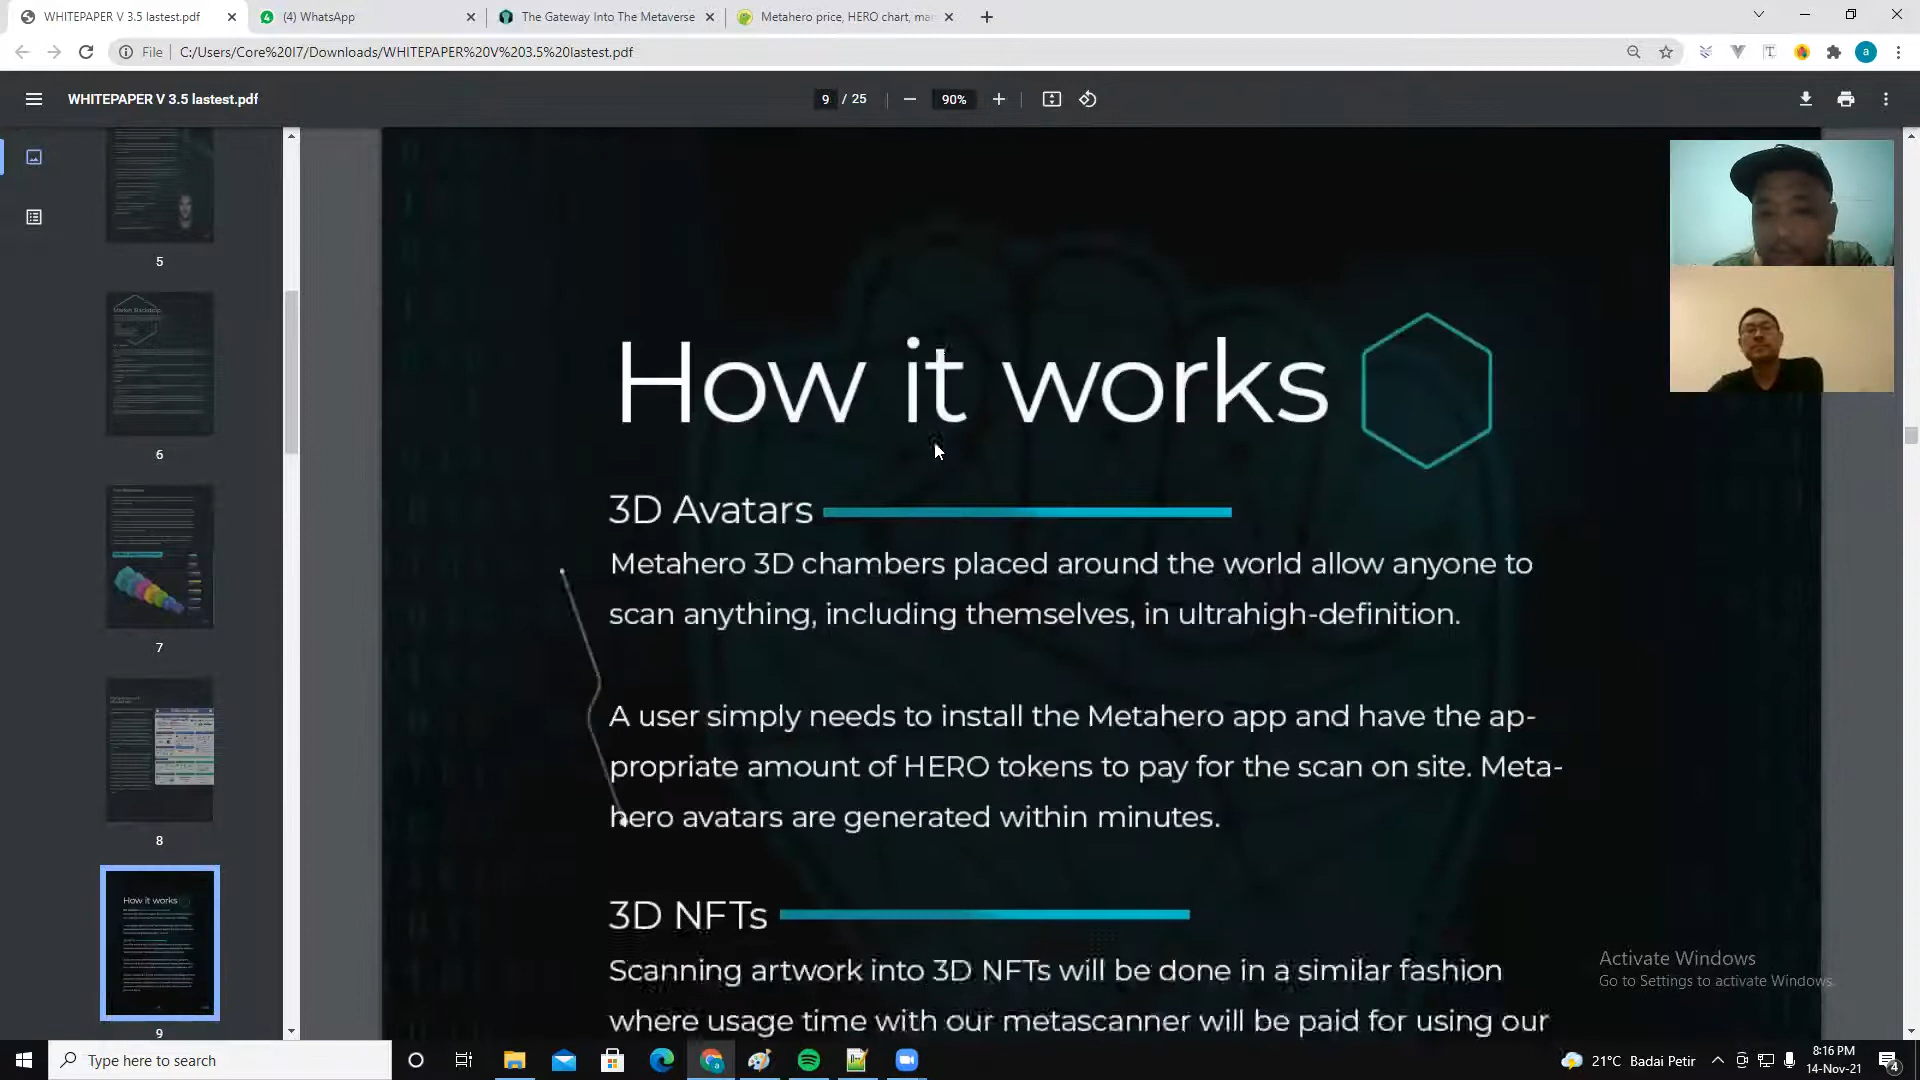 WHITEPAPER V 3.5 lastest.pdf
(4) WhatsApp
The Gateway Into The Metaverse
Metahero price, HERO chart, mar
File
C:/Users/Core%20I7/Downloads/WHITEPAPER%20V%203.5%20lastest.pdf
a
WHITEPAPER V 3.5 lastest.pdf
9 / 25
90%
5
6
7
8
How it works
9
How it works
3D Avatars
Metahero 3D chambers placed around the world allow anyone to
scan anything, including themselves, in ultrahigh-definition.
A user simply needs to install the Metahero app and have the ap-
propriate amount of HERO tokens to pay for the scan on site. Meta-
hero avatars are generated within minutes.
3D NFTs
Scanning artwork into 3D NFTs will be done in a similar fashion
where usage time with our metascanner will be paid for using our
Activate Windows
Go to Settings to activate Windows.
Type here to search
21°C Badai Petir
8:16 PM
14-Nov-21
4